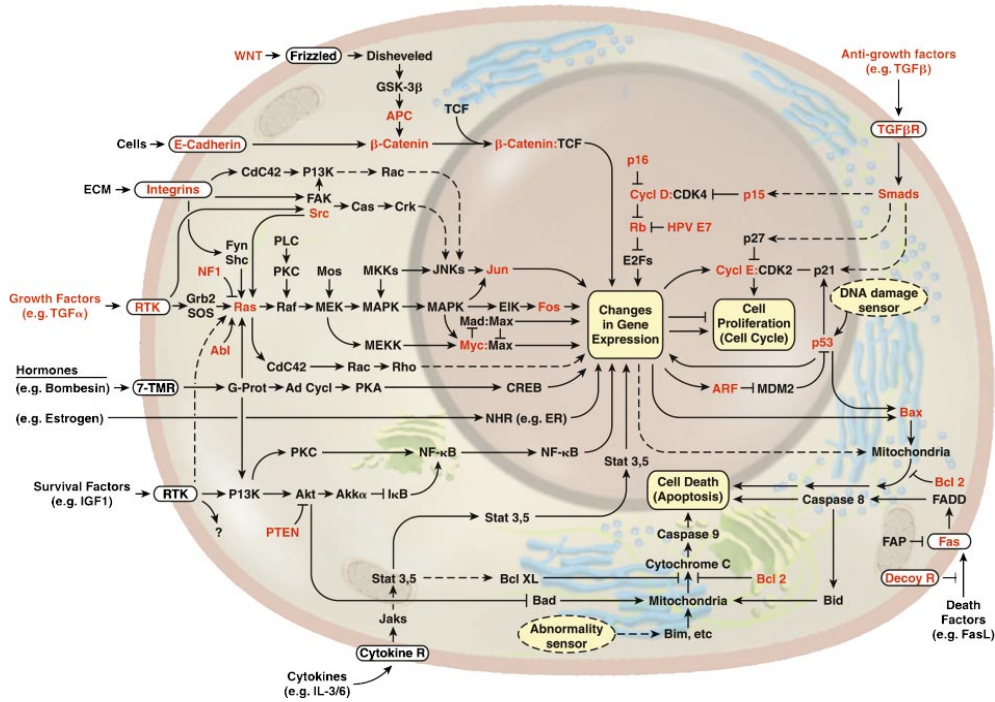 WNT
Frizzled
Disheveled
GSK-3β
APC
TCF
Cells
E-Cadherin
β-Catenin
β-Catenin:TCF
Anti-growth factors
(e.g. TGFβ)
TGFβR
Smads
ECM
Integrins
CdC42
P13K
Rac
FAK
Src
Cas
Crk
p16
Cycl D:CDK4
p15
Rb
HPV E7
E2Fs
p27
Cycl E:CDK2
p21
Fyn
Shc
PLC
PKC
NF1
Mos
MKKs
JNKs
Jun
Growth Factors
(e.g. TGFα)
RTK
Grb2
SOS
Ras
Raf
MEK
MAPK
MAPK
ElK
Fos
Mad:Max
Abl
MEKK
Myc:Max
CdC42
Rac
Rho
Changes
in Gene
Expression
Cell
Proliferation
(Cell Cycle)
DNA damage
sensor
p53
ARF
MDM2
Hormones
(e.g. Bombesin)
7-TMR
G-Prot
Ad Cycl
PKA
CREB
(e.g. Estrogen)
NHR (e.g. ER)
Bax
Mitochondria
PKC
NF-κB
NF-κB
Stat 3,5
Bcl 2
Survival Factors
(e.g. IGF1)
RTK
P13K
Akt
Akkα
IκB
PTEN
?
Cell Death
(Apoptosis)
Caspase 8
FADD
Stat 3,5
Caspase 9
FAP
Fas
Cytochrome C
Stat 3,5
Bcl XL
Bcl 2
Decoy R
Bad
Mitochondria
Bid
Jaks
Death
Factors
(e.g. FasL)
Abnormality
sensor
Bim, etc
Cytokine R
Cytokines
(e.g. IL-3/6)